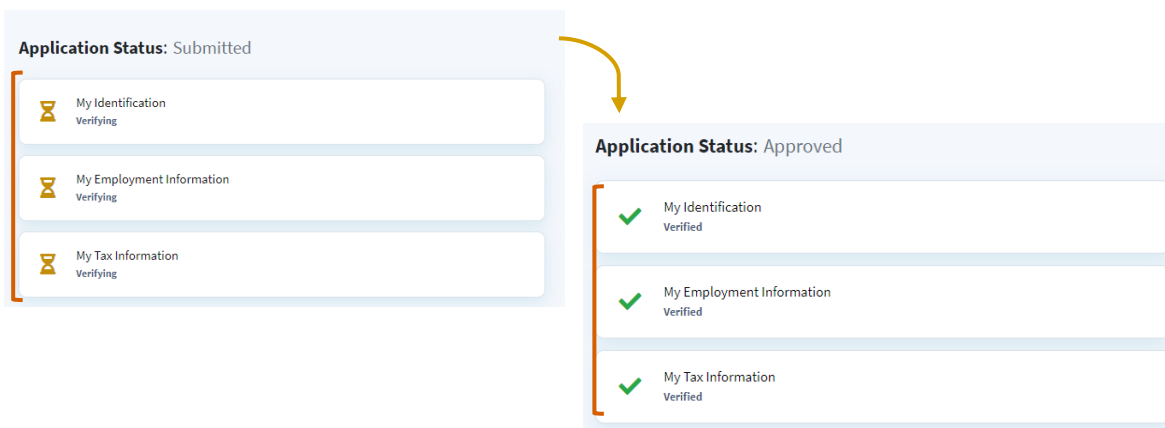 Application Status: Submitted
My Identification
Verifying
My Employment Information
Verifying
My Tax Information
Verifying
Application Status: Approved
My Identification
Verified
My Employment Information
Verified
My Tax Information
Verified